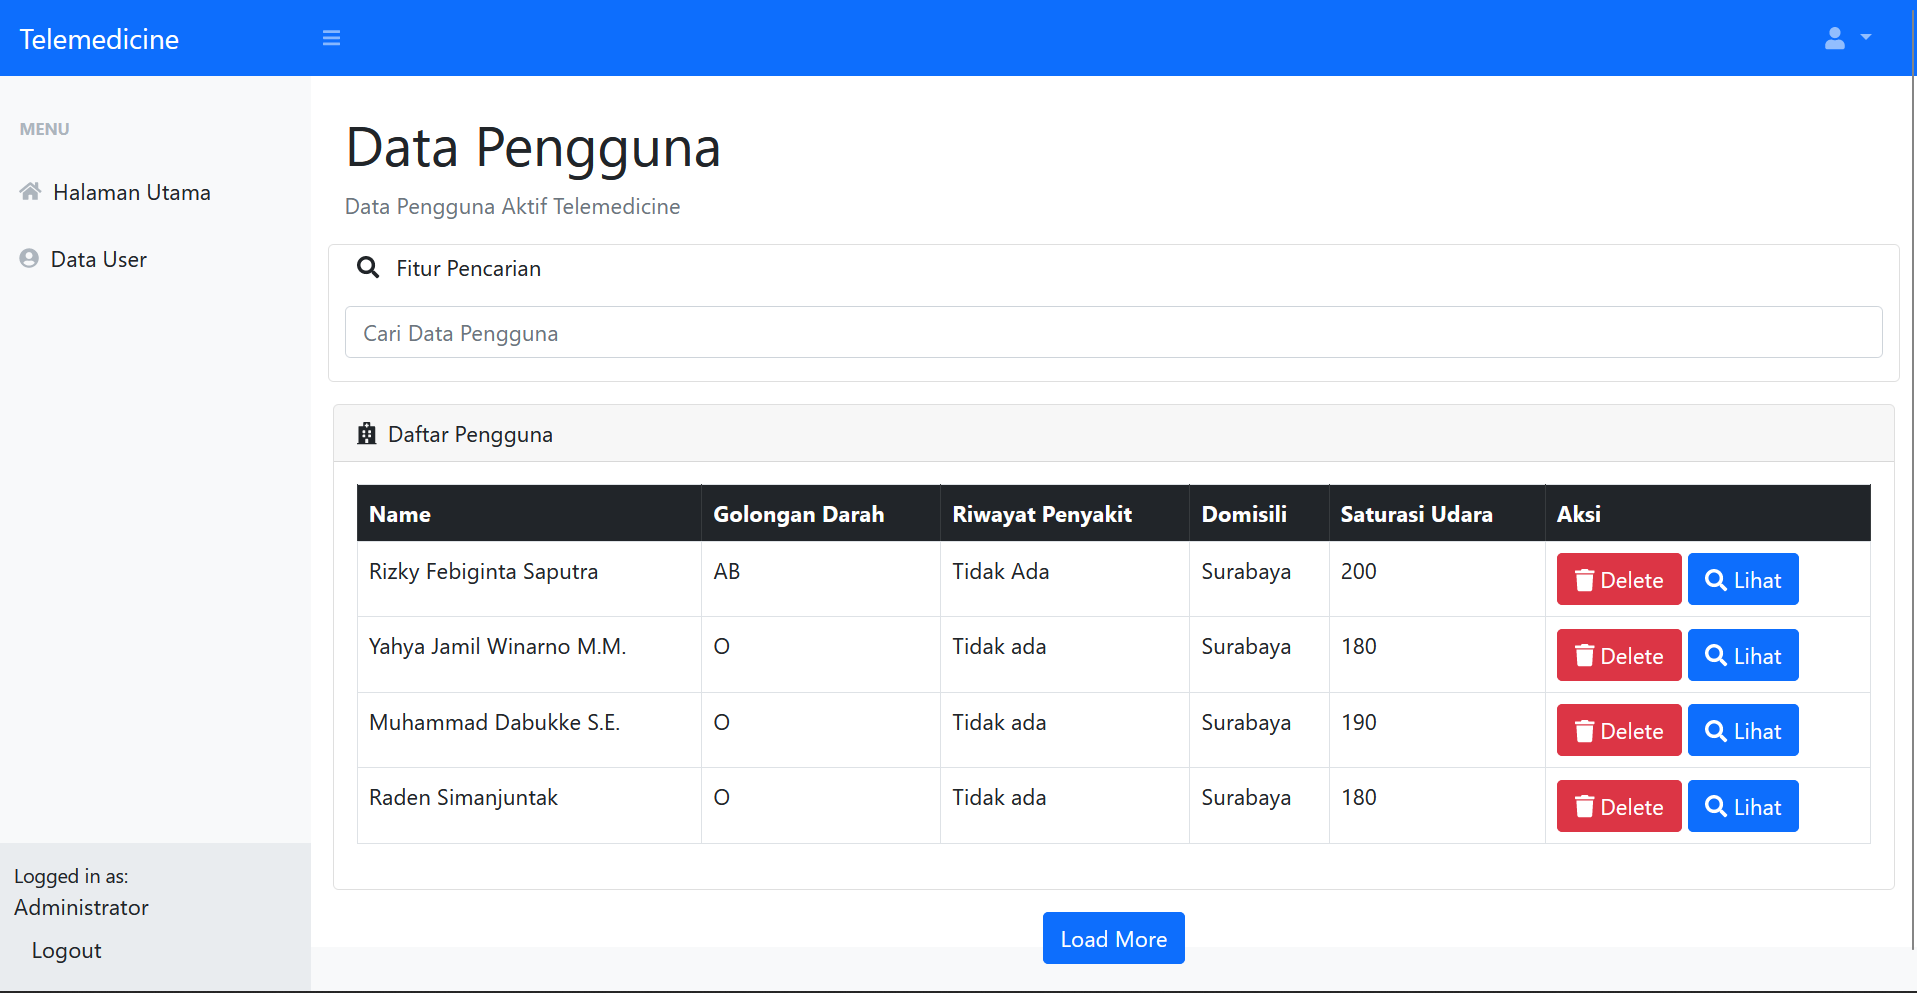 Telemedicine
MENU
Halaman Utama
Data User
Data Pengguna
Data Pengguna Aktif Telemedicine
Fitur Pencarian
Cari Data Pengguna
Daftar Pengguna
Name Golongan Darah Riwayat Penyakit Domisili Saturasi Udara Aksi
Rizky Febiginta Saputra AB Tidak Ada Surabaya 200 Delete Lihat
Yahya Jamil Winarno M.M. O Tidak ada Surabaya 180 Delete Lihat
Muhammad Dabukke S.E. O Tidak ada Surabaya 190 Delete Lihat
Raden Simanjuntak O Tidak ada Surabaya 180 Delete Lihat
Load More
Logged in as:
Administrator
Logout